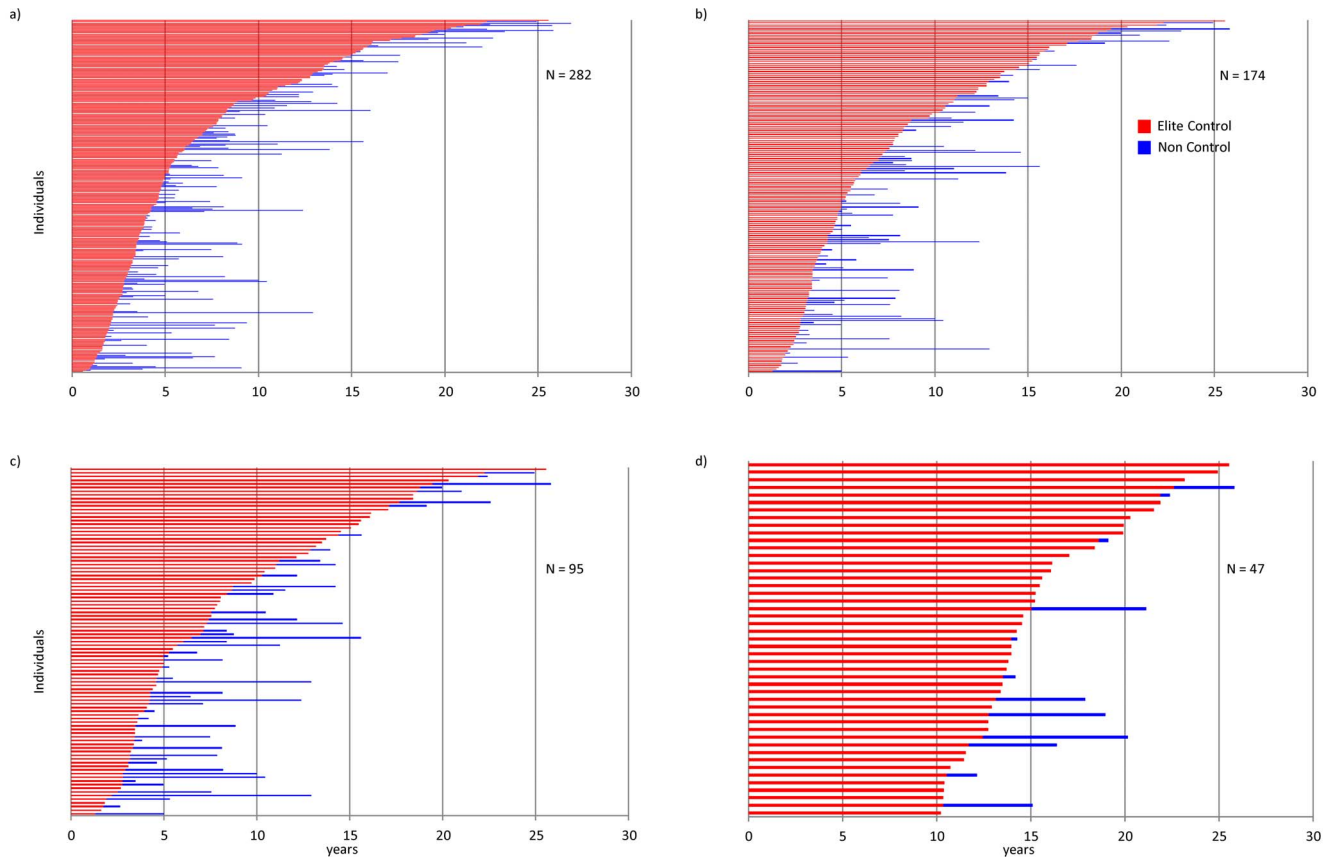 a)
N = 282
Individuals
0 5 10 15 20 25 30
b)
N = 174
Elite Control
Non Control
0 5 10 15 20 25 30
c)
N = 95
Individuals
0 5 10 15 20 25 30
years
d)
N = 47
0 5 10 15 20 25 30
years